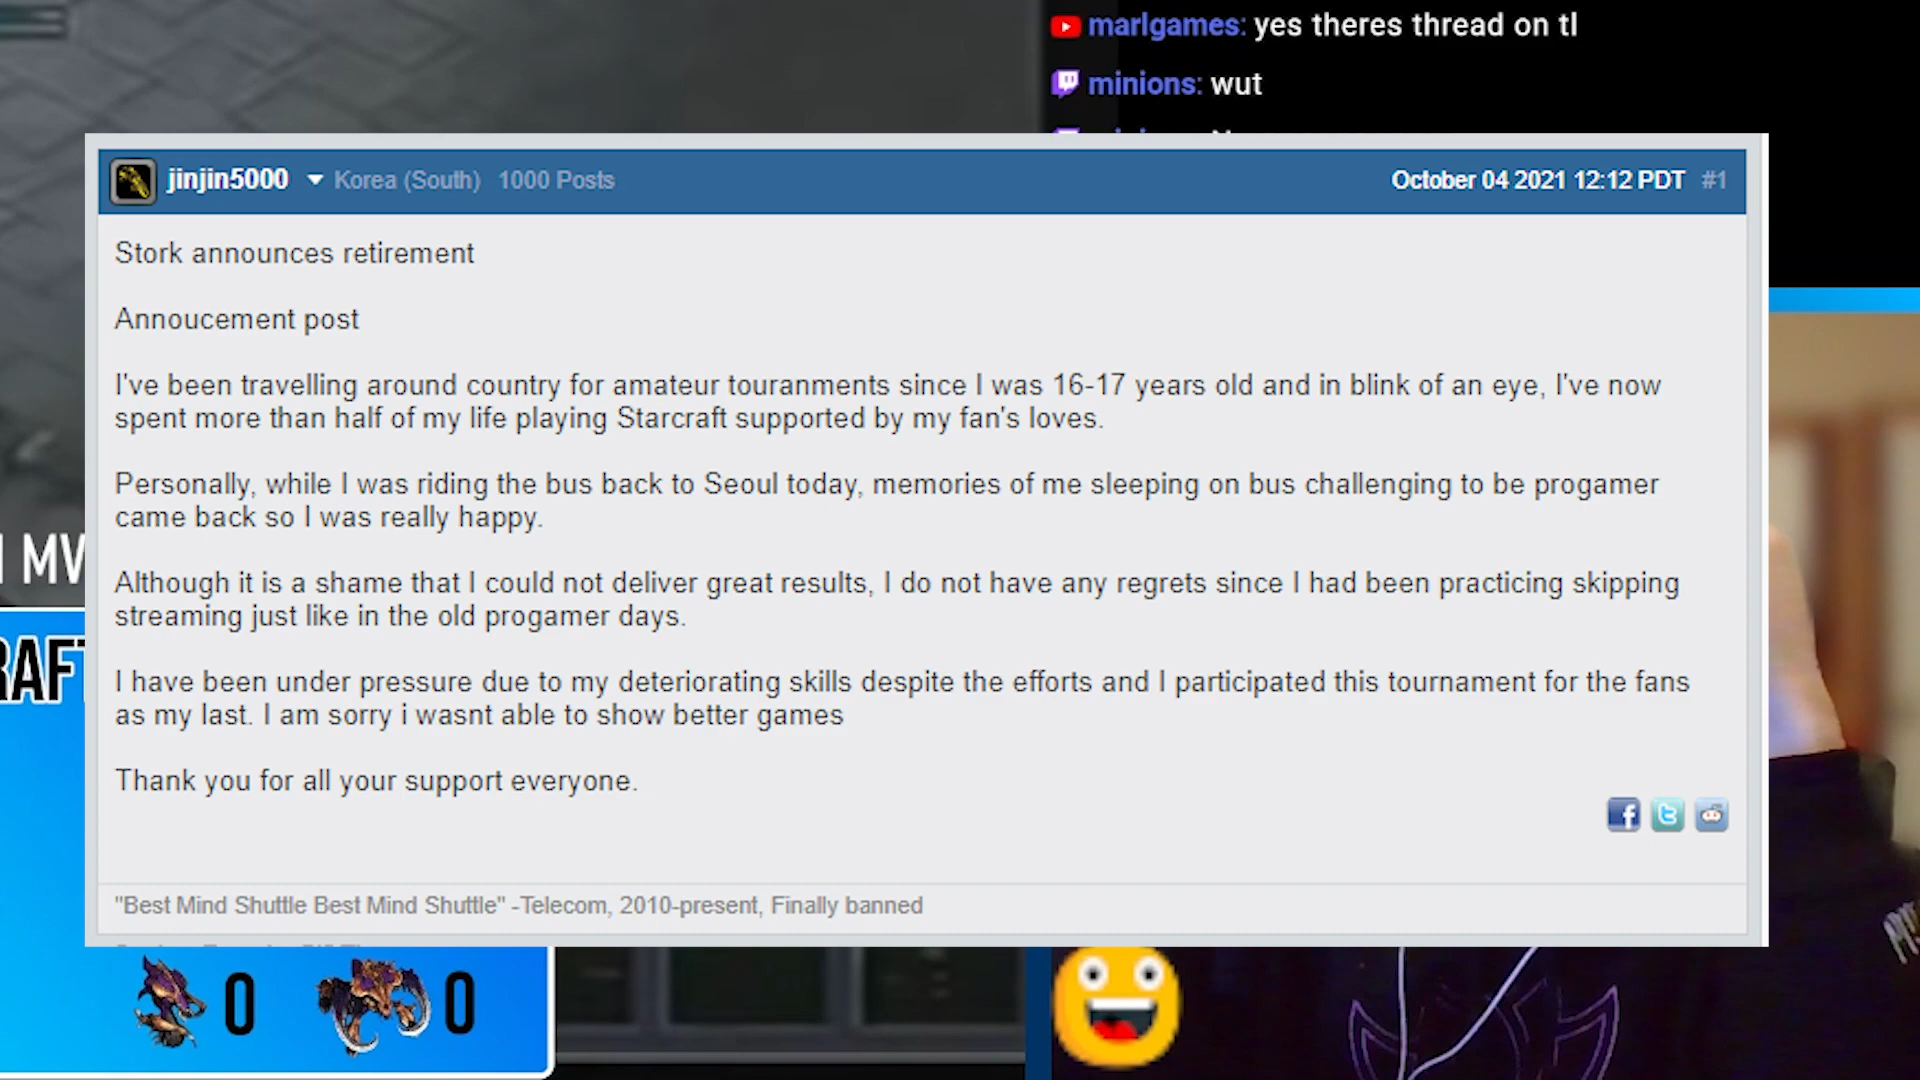 marlgames: yes theres thread on tl
minions: wut
jinjin5000 Korea (South) 1000 Posts October 04 2021 12:12 PDT #1
Stork announces retirement
Annoucement post
I've been travelling around country for amateur touranments since I was 16-17 years old and in blink of an eye, I've now
spent more than half of my life playing Starcraft supported by my fan's loves.
Personally, while I was riding the bus back to Seoul today, memories of me sleeping on bus challenging to be progamer
came back so I was really happy.
Although it is a shame that I could not deliver great results, I do not have any regrets since I had been practicing skipping
streaming just like in the old progamer days.
I have been under pressure due to my deteriorating skills despite the efforts and I participated this tournament for the fans
as my last. I am sorry i wasnt able to show better games
Thank you for all your support everyone.
"Best Mind Shuttle Best Mind Shuttle" -Telecom, 2010-present, Finally banned
0 0